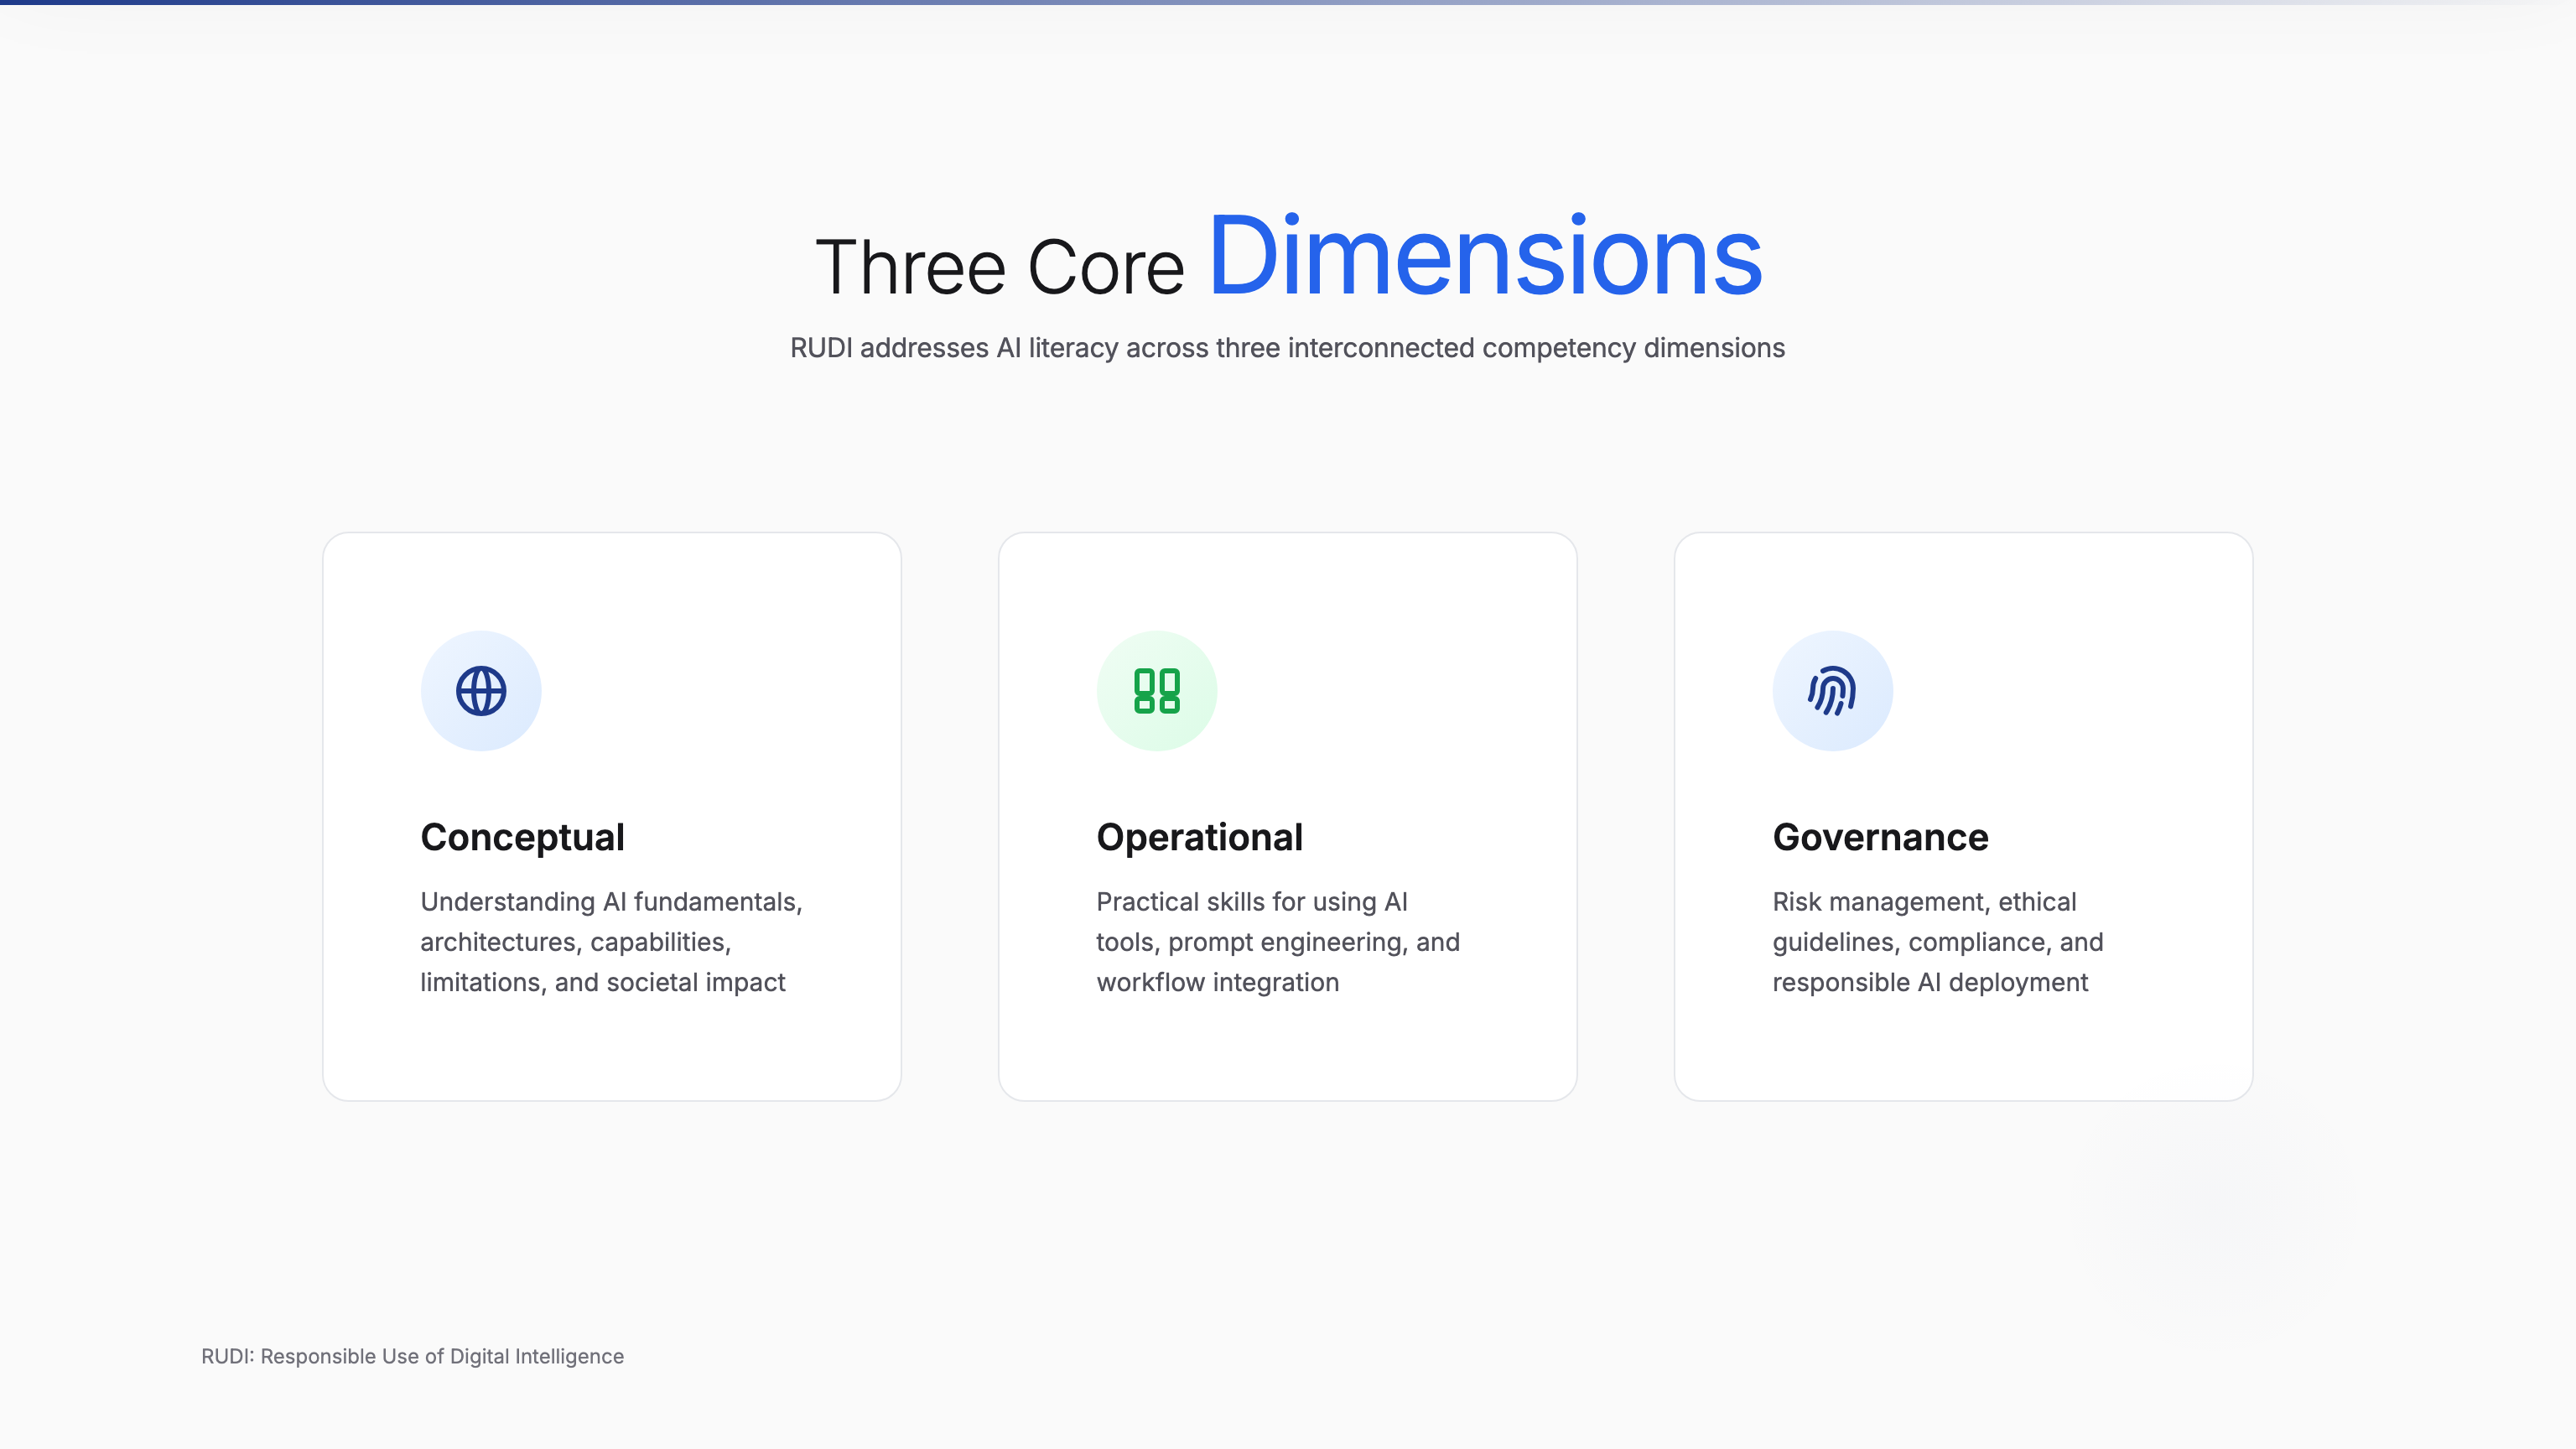 Three Core Dimensions
RUDI addresses AI literacy across three interconnected competency dimensions
Conceptual
Understanding AI fundamentals,
architectures, capabilities,
limitations, and societal impact
Operational
Practical skills for using AI
tools, prompt engineering, and
workflow integration
Governance
Risk management, ethical
guidelines, compliance, and
responsible AI deployment
RUDI: Responsible Use of Digital Intelligence